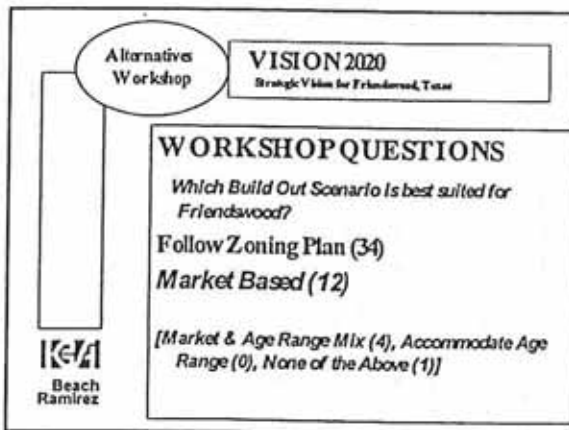 Alternatives
Workshop
VISION 2020
Strategic Vision for Friendswood, Texas
WORKSHOP QUESTIONS
Which Build Out Scenario is best suited for
Friendswood?
Follow Zoning Plan (34)
Market Based (12)
[Market & Age Range Mix (4), Accommodate Age
Range (0), None of the Above (1)]
Beach
Ramirez